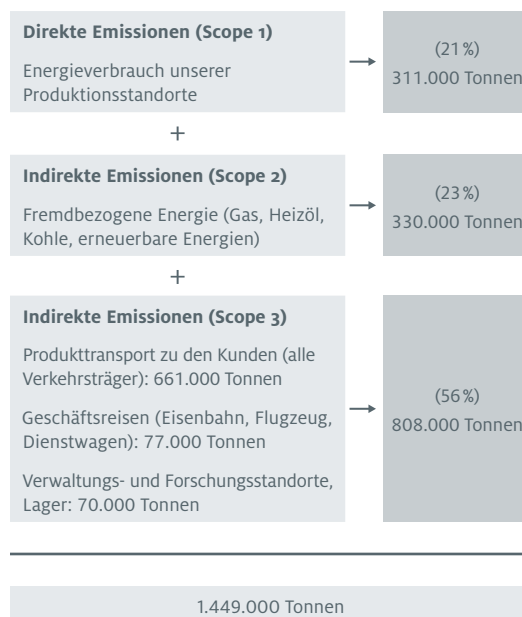 Direkte Emissionen (Scope 1)
Energieverbrauch unserer
Produktionsstandorte
(21 %)
311.000 Tonnen
+
Indirekte Emissionen (Scope 2)
Fremdbezogene Energie (Gas, Heizöl,
Kohle, erneuerbare Energien)
(23 %)
330.000 Tonnen
+
Indirekte Emissionen (Scope 3)
Produkttransport zu den Kunden (alle
Verkehrsträger): 661.000 Tonnen
Geschäftsreisen (Eisenbahn, Flugzeug,
Dienstwagen): 77.000 Tonnen
Verwaltungs- und Forschungsstandorte,
Lager: 70.000 Tonnen
(56 %)
808.000 Tonnen
1.449.000 Tonnen